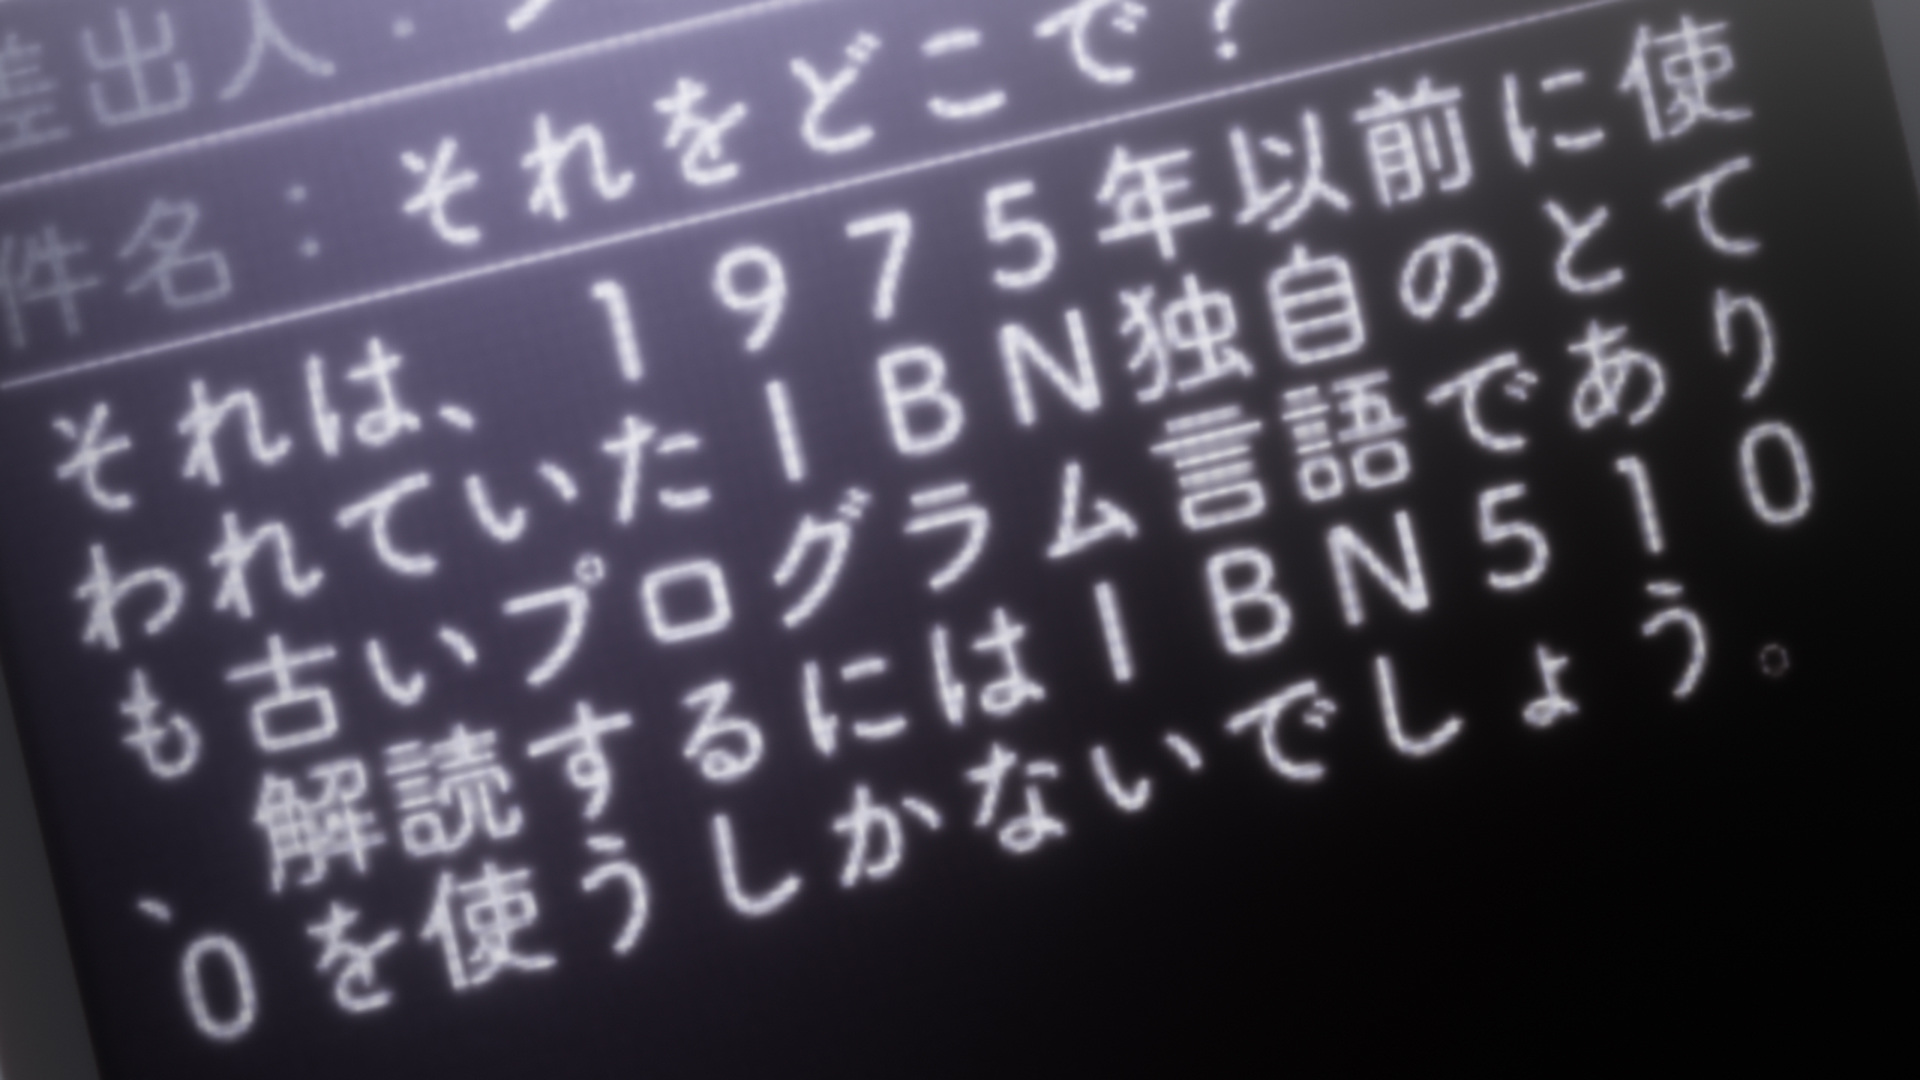 差出人：
件名：それをどこで？
それは、１９７５年以前に使
われていたＩＢＮ独自のとて
も古いプログラム言語であり
、解読するにはＩＢＮ５１０
０を使うしかないでしょう。